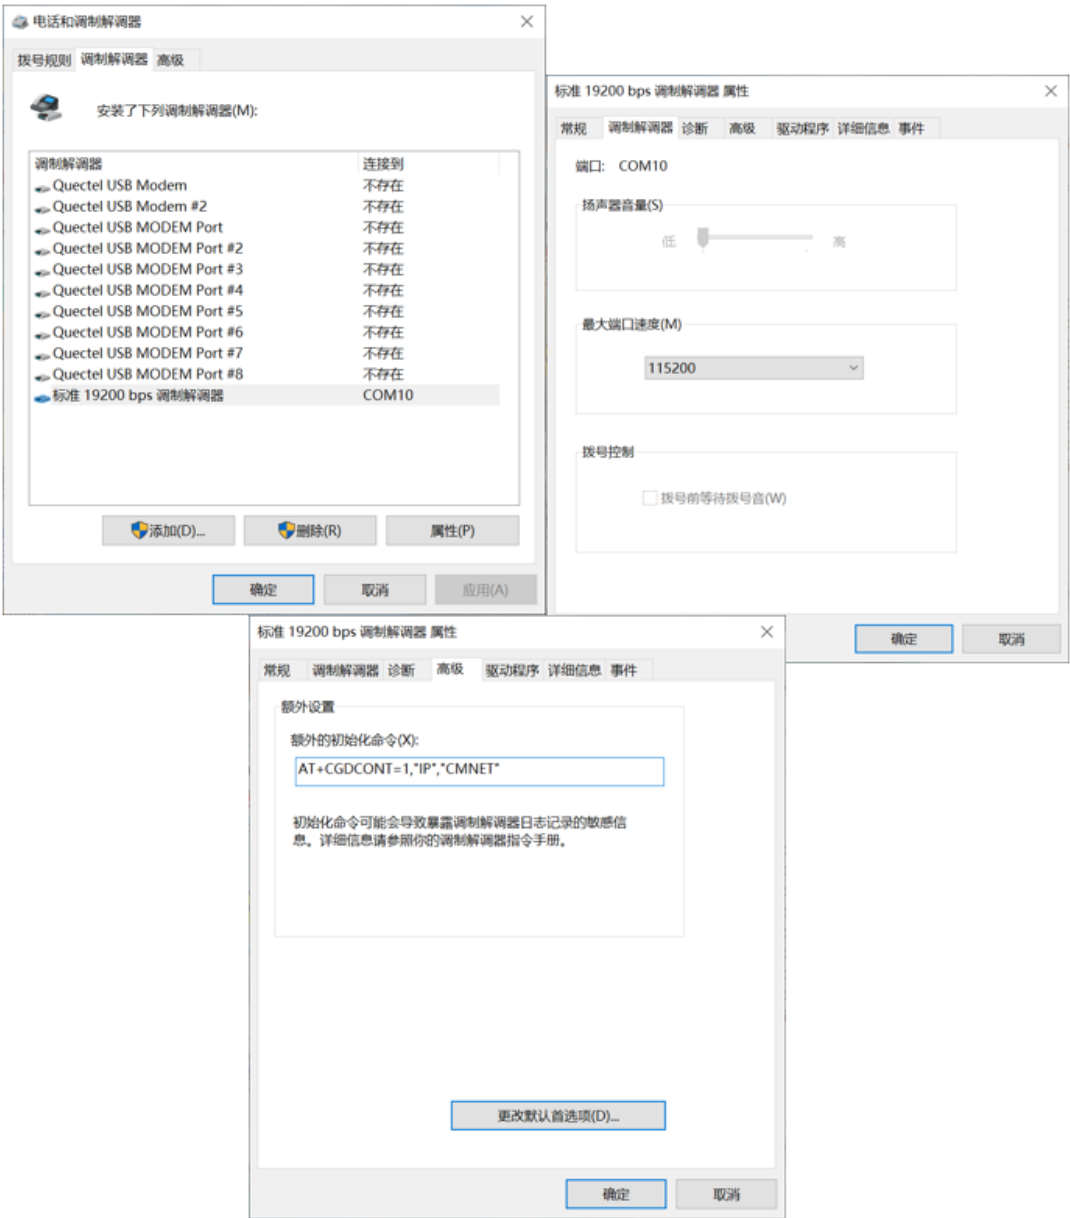 电话和调制解调器
拨号规则 调制解调器 高级
安装了下列调制解调器(M):
调制解调器 连接到
Quectel USB Modem 不存在
Quectel USB Modem #2 不存在
Quectel USB MODEM Port 不存在
Quectel USB MODEM Port #2 不存在
Quectel USB MODEM Port #3 不存在
Quectel USB MODEM Port #4 不存在
Quectel USB MODEM Port #5 不存在
Quectel USB MODEM Port #6 不存在
Quectel USB MODEM Port #7 不存在
Quectel USB MODEM Port #8 不存在
标准 19200 bps 调制解调器 COM10
添加(D)... 删除(R) 属性(P)
确定 取消 应用(A)
标准 19200 bps 调制解调器 属性
常规 调制解调器 诊断 高级 驱动程序 详细信息 事件
端口: COM10
扬声器音量(S)
低 高
最大端口速度(M)
115200
拨号控制
拨号前等待拨号音(W)
确定 取消
标准 19200 bps 调制解调器 属性
常规 调制解调器 诊断 高级 驱动程序 详细信息 事件
额外设置
额外的初始化命令(X):
AT+CGDCONT=1,"IP","CMNET"
初始化命令可能会导致暴露调制解调器日志记录的敏感信
息。详细信息请参照你的调制解调器指令手册。
更改默认首选项(D)...
确定 取消